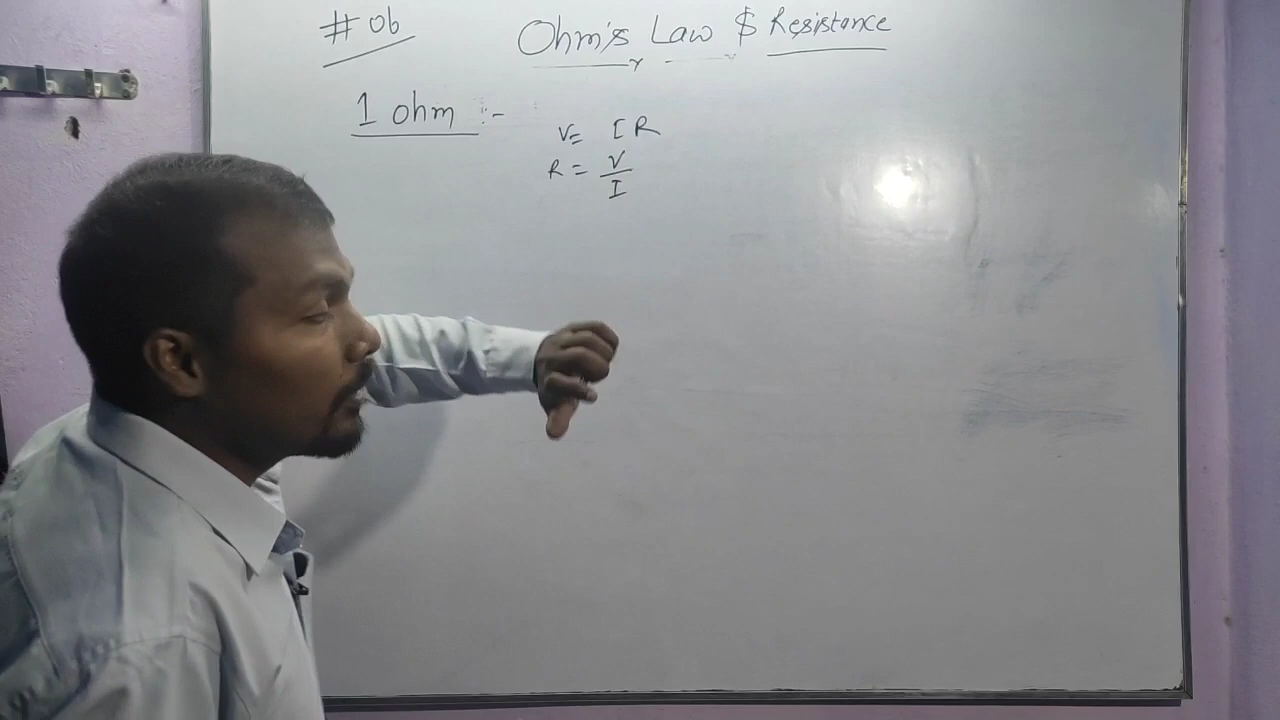 # 06
Ohm's Law $ Resistance
1 ohm :-
V= IR
R = V/I